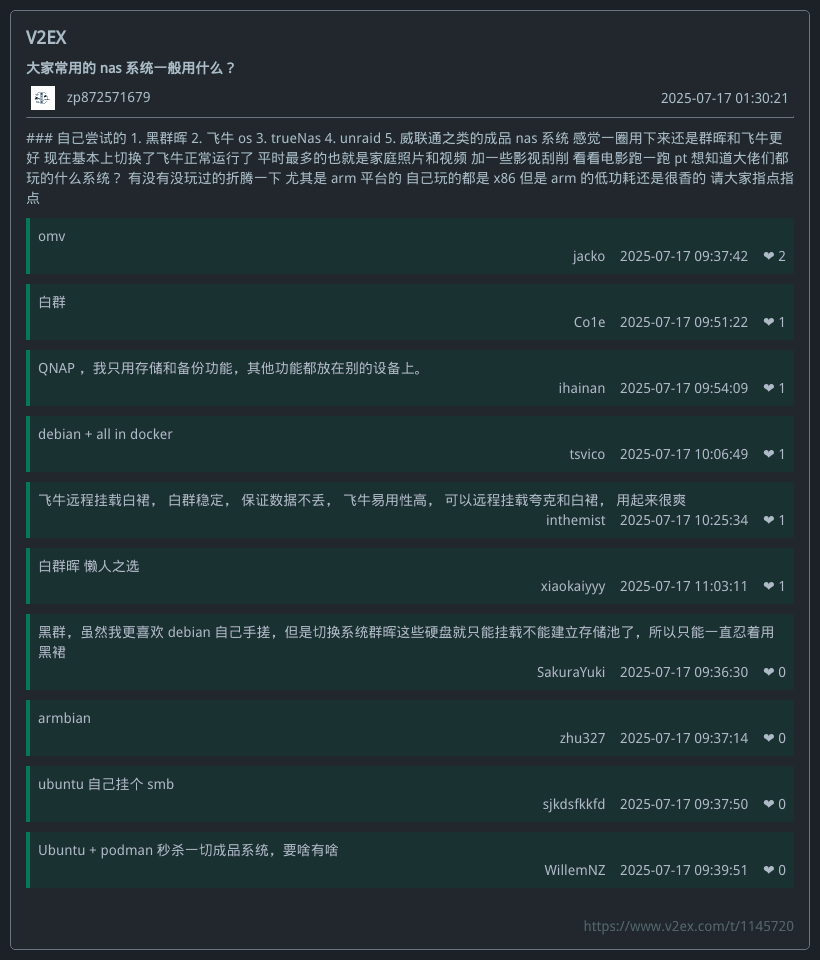 V2EX
大家常用的 nas 系统一般用什么？
zp872571679
2025-07-17 01:30:21
### 自己尝试的 1. 黑群晖 2. 飞牛 os 3. trueNas 4. unraid 5. 威联通之类的成品 nas 系统 感觉一圈用下来还是群晖和飞牛更
好 现在基本上切换了飞牛正常运行了 平时最多的也就是家庭照片和视频 加一些影视刮削 看看电影跑一跑 pt 想知道大佬们都
玩的什么系统？ 有没有没玩过的折腾一下 尤其是 arm 平台的 自己玩的都是 x86 但是 arm 的低功耗还是很香的 请大家指点指
点
omv
jacko 2025-07-17 09:37:42 ❤ 2
白群
Co1e 2025-07-17 09:51:22 ❤ 1
QNAP ，我只用存储和备份功能，其他功能都放在别的设备上。
ihainan 2025-07-17 09:54:09 ❤ 1
debian + all in docker
tsvico 2025-07-17 10:06:49 ❤ 1
飞牛远程挂载白裙， 白群稳定， 保证数据不丢， 飞牛易用性高， 可以远程挂载夸克和白裙， 用起来很爽
inthemist 2025-07-17 10:25:34 ❤ 1
白群晖 懒人之选
xiaokaiyyy 2025-07-17 11:03:11 ❤ 1
黑群，虽然我更喜欢 debian 自己手搓，但是切换系统群晖这些硬盘就只能挂载不能建立存储池了，所以只能一直忍着用
黑裙
SakuraYuki 2025-07-17 09:36:30 ❤ 0
armbian
zhu327 2025-07-17 09:37:14 ❤ 0
ubuntu 自己挂个 smb
sjkdsfkkfd 2025-07-17 09:37:50 ❤ 0
Ubuntu + podman 秒杀一切成品系统，要啥有啥
WillemNZ 2025-07-17 09:39:51 ❤ 0
https://www.v2ex.com/t/1145720